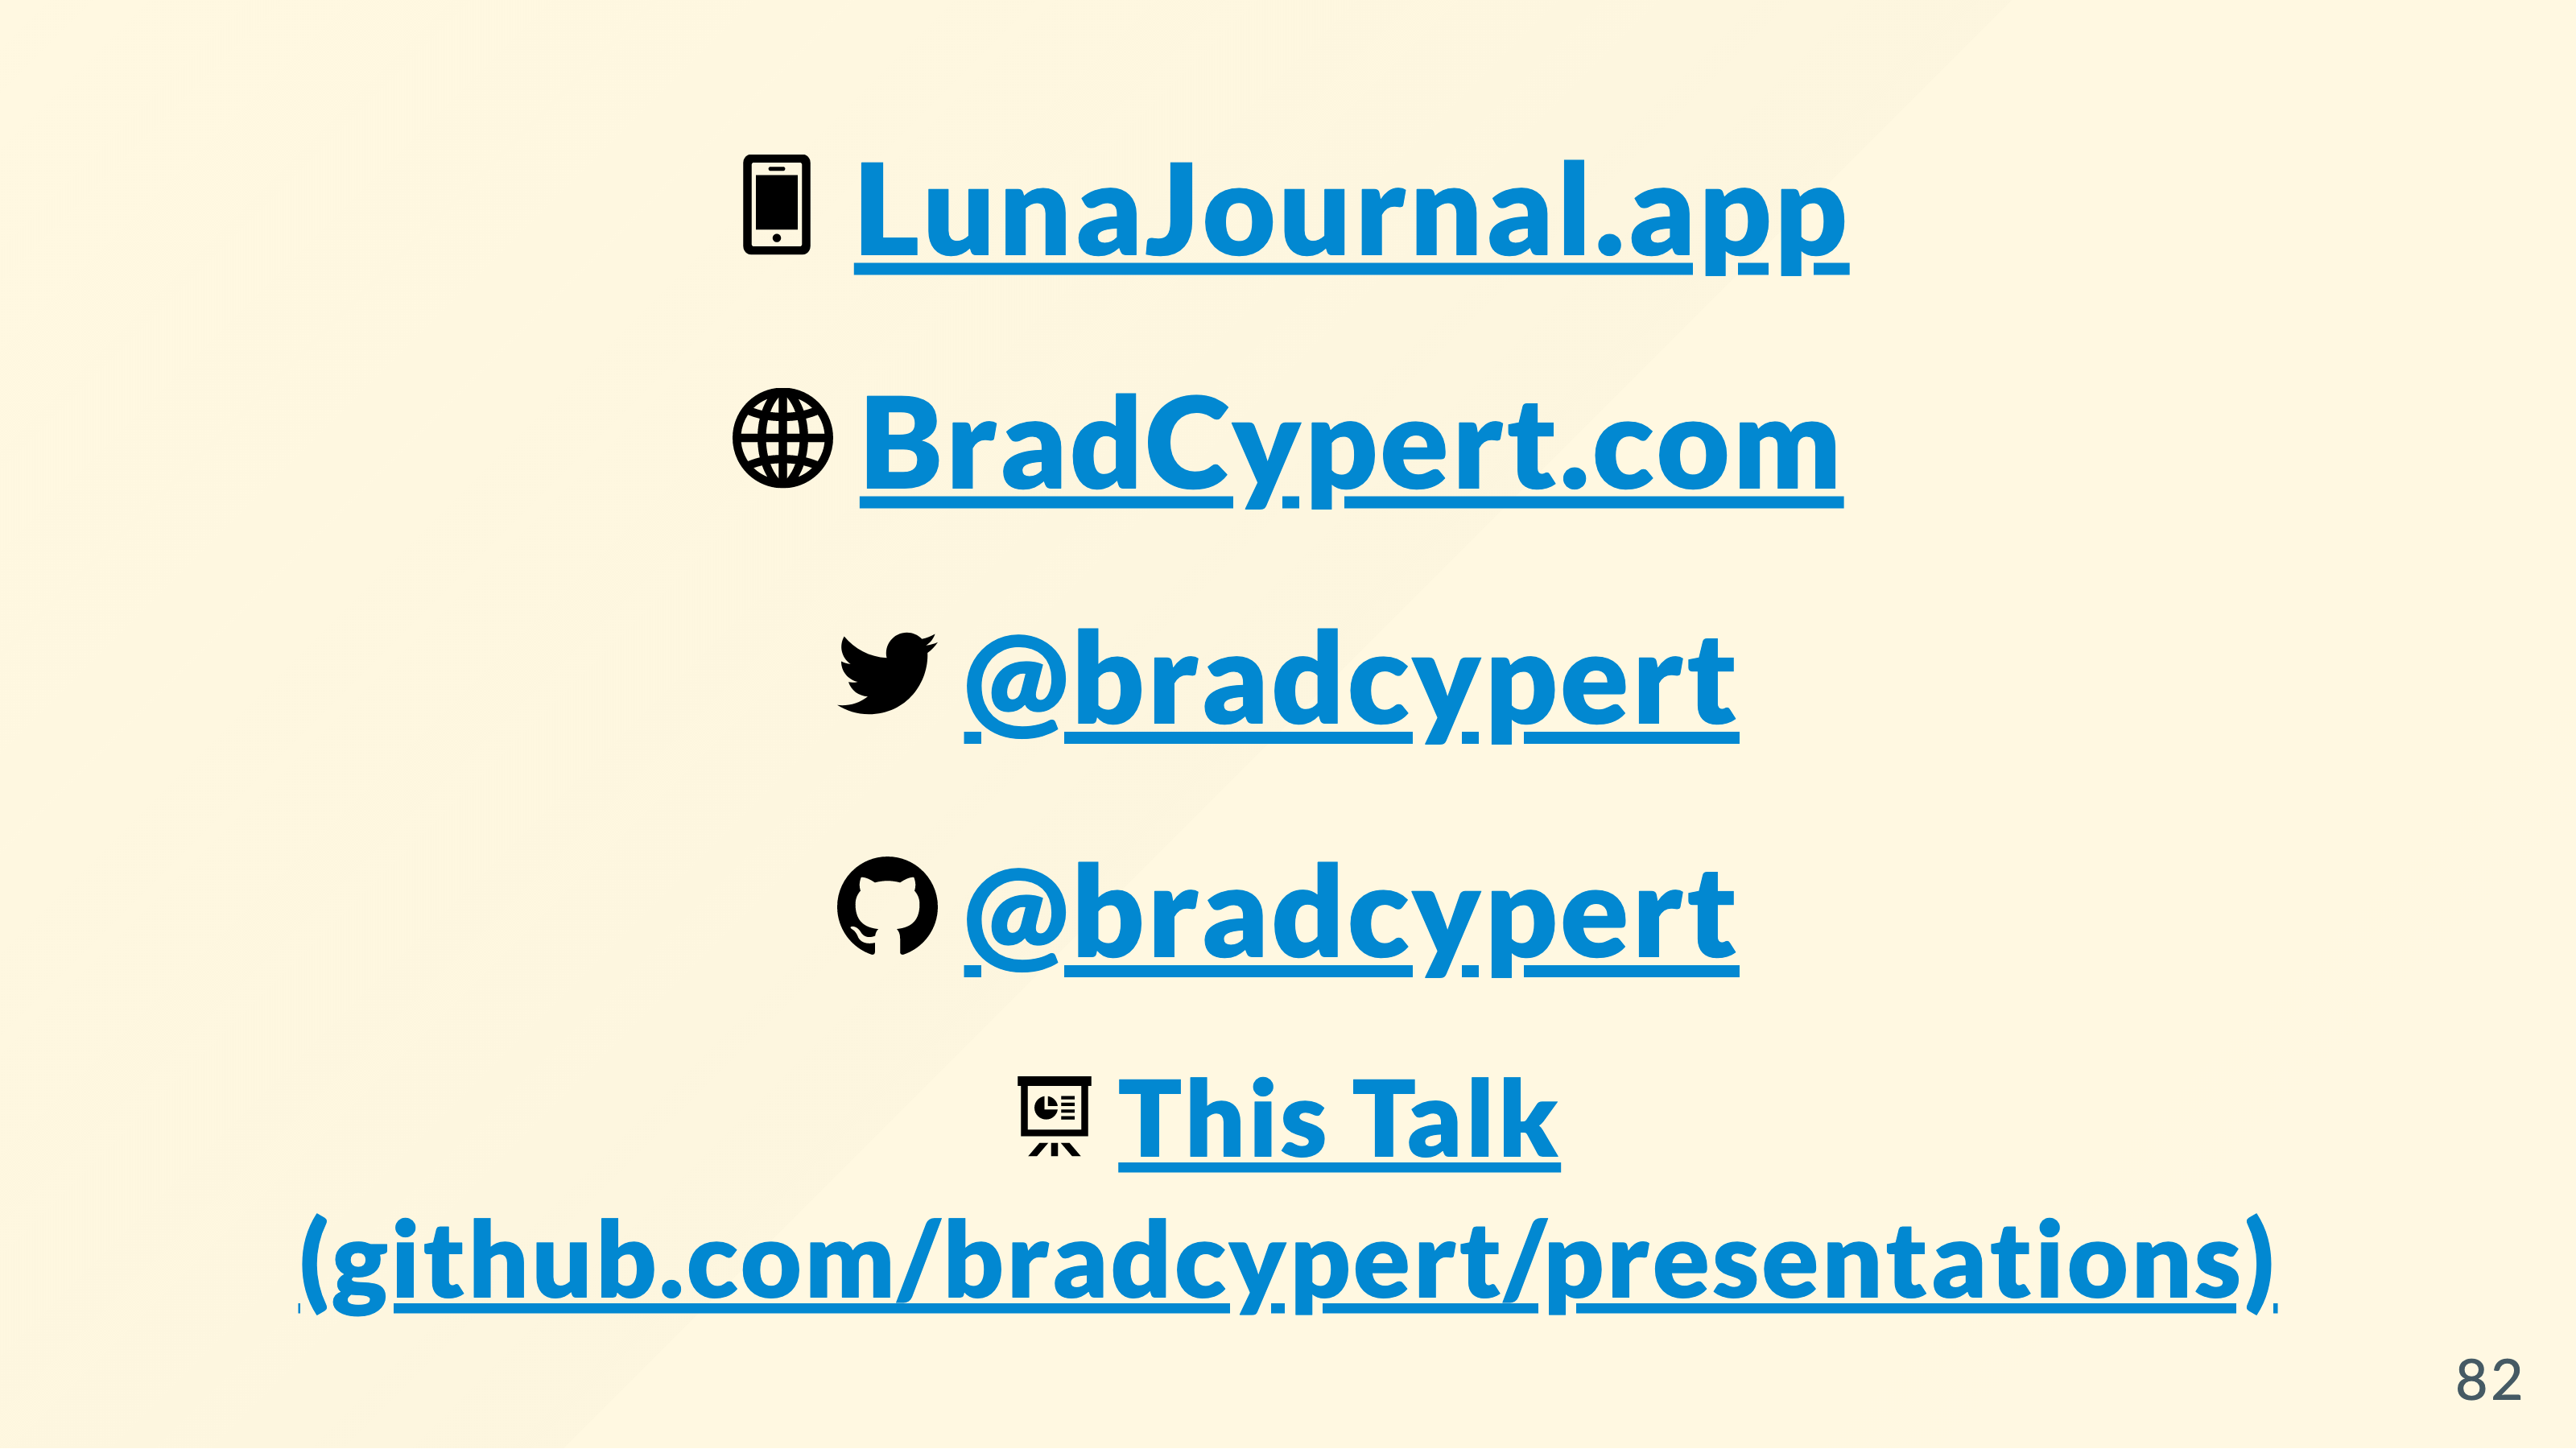 LunaJournal.app
BradCypert.com
@bradcypert
@bradcypert
This Talk
(github.com/bradcypert/presentations)
82